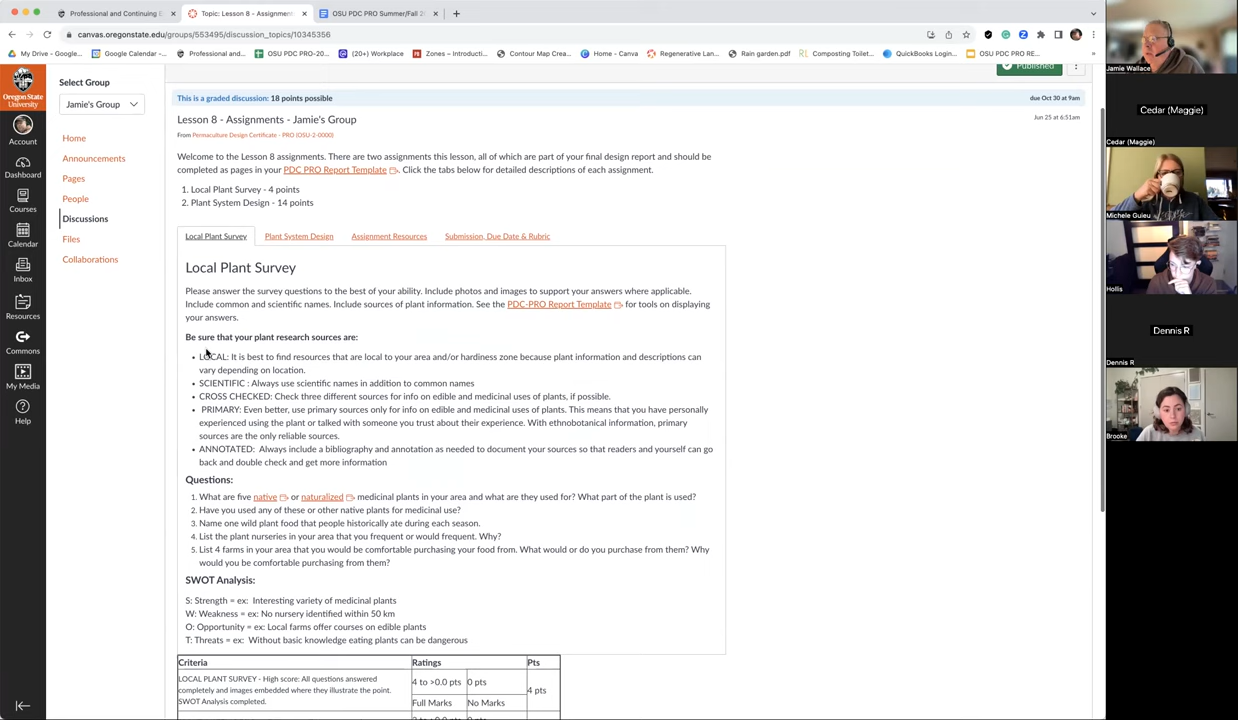 Professional and Continuing E
Topic: Lesson 8 - Assignment
OSU PDC PRO Summer/Fall 2
canvas.oregonstate.edu/groups/553495/discussion_topics/10345356
My Drive - Google...
Google Calendar -...
Professional and...
OSU PDC PRO-20...
(20+) Workplace
Zones – Introducti...
Contour Map Crea...
Home - Canva
Regenerative Lan...
Rain garden.pdf
Composting Toilet...
QuickBooks Login...
OSU PDC PRO RE...
Oregon State
University
Account
Dashboard
Courses
Calendar
Inbox
Resources
Commons
My Media
Help
Select Group
Jamie's Group
Home
Announcements
Pages
People
Discussions
Files
Collaborations
Published
This is a graded discussion: 18 points possible
due Oct 30 at 9am
Lesson 8 - Assignments - Jamie's Group
Jun 25 at 6:51am
From Permaculture Design Certificate - PRO (OSU-2-0000)
Welcome to the Lesson 8 assignments. There are two assignments this lesson, all of which are part of your final design report and should be
completed as pages in your PDC PRO Report Template . Click the tabs below for detailed descriptions of each assignment.
1. Local Plant Survey - 4 points
2. Plant System Design - 14 points
Local Plant Survey
Plant System Design
Assignment Resources
Submission, Due Date & Rubric
Local Plant Survey
Please answer the survey questions to the best of your ability. Include photos and images to support your answers where applicable.
Include common and scientific names. Include sources of plant information. See the PDC-PRO Report Template for tools on displaying
your answers.
Be sure that your plant research sources are:
• LOCAL: It is best to find resources that are local to your area and/or hardiness zone because plant information and descriptions can
vary depending on location.
• SCIENTIFIC : Always use scientific names in addition to common names
• CROSS CHECKED: Check three different sources for info on edible and medicinal uses of plants, if possible.
• PRIMARY: Even better, use primary sources only for info on edible and medicinal uses of plants. This means that you have personally
experienced using the plant or talked with someone you trust about their experience. With ethnobotanical information, primary
sources are the only reliable sources.
• ANNOTATED: Always include a bibliography and annotation as needed to document your sources so that readers and yourself can go
back and double check and get more information
Questions:
1. What are five native or naturalized medicinal plants in your area and what are they used for? What part of the plant is used?
2. Have you used any of these or other native plants for medicinal use?
3. Name one wild plant food that people historically ate during each season.
4. List the plant nurseries in your area that you frequent or would frequent. Why?
5. List 4 farms in your area that you would be comfortable purchasing your food from. What would or do you purchase from them? Why
would you be comfortable purchasing from them?
SWOT Analysis:
S: Strength = ex: Interesting variety of medicinal plants
W: Weakness = ex: No nursery identified within 50 km
O: Opportunity = ex: Local farms offer courses on edible plants
T: Threats = ex: Without basic knowledge eating plants can be dangerous
Criteria
Ratings
Pts
LOCAL PLANT SURVEY - High score: All questions answered
completely and images embedded where they illustrate the point.
SWOT Analysis completed.
4 to >0.0 pts
0 pts
Full Marks
No Marks
4 pts
Jamie Wallace
Cedar (Maggie)
Cedar (Maggie)
Michele Guieu
Hollis
Dennis R
Dennis R
Brooke